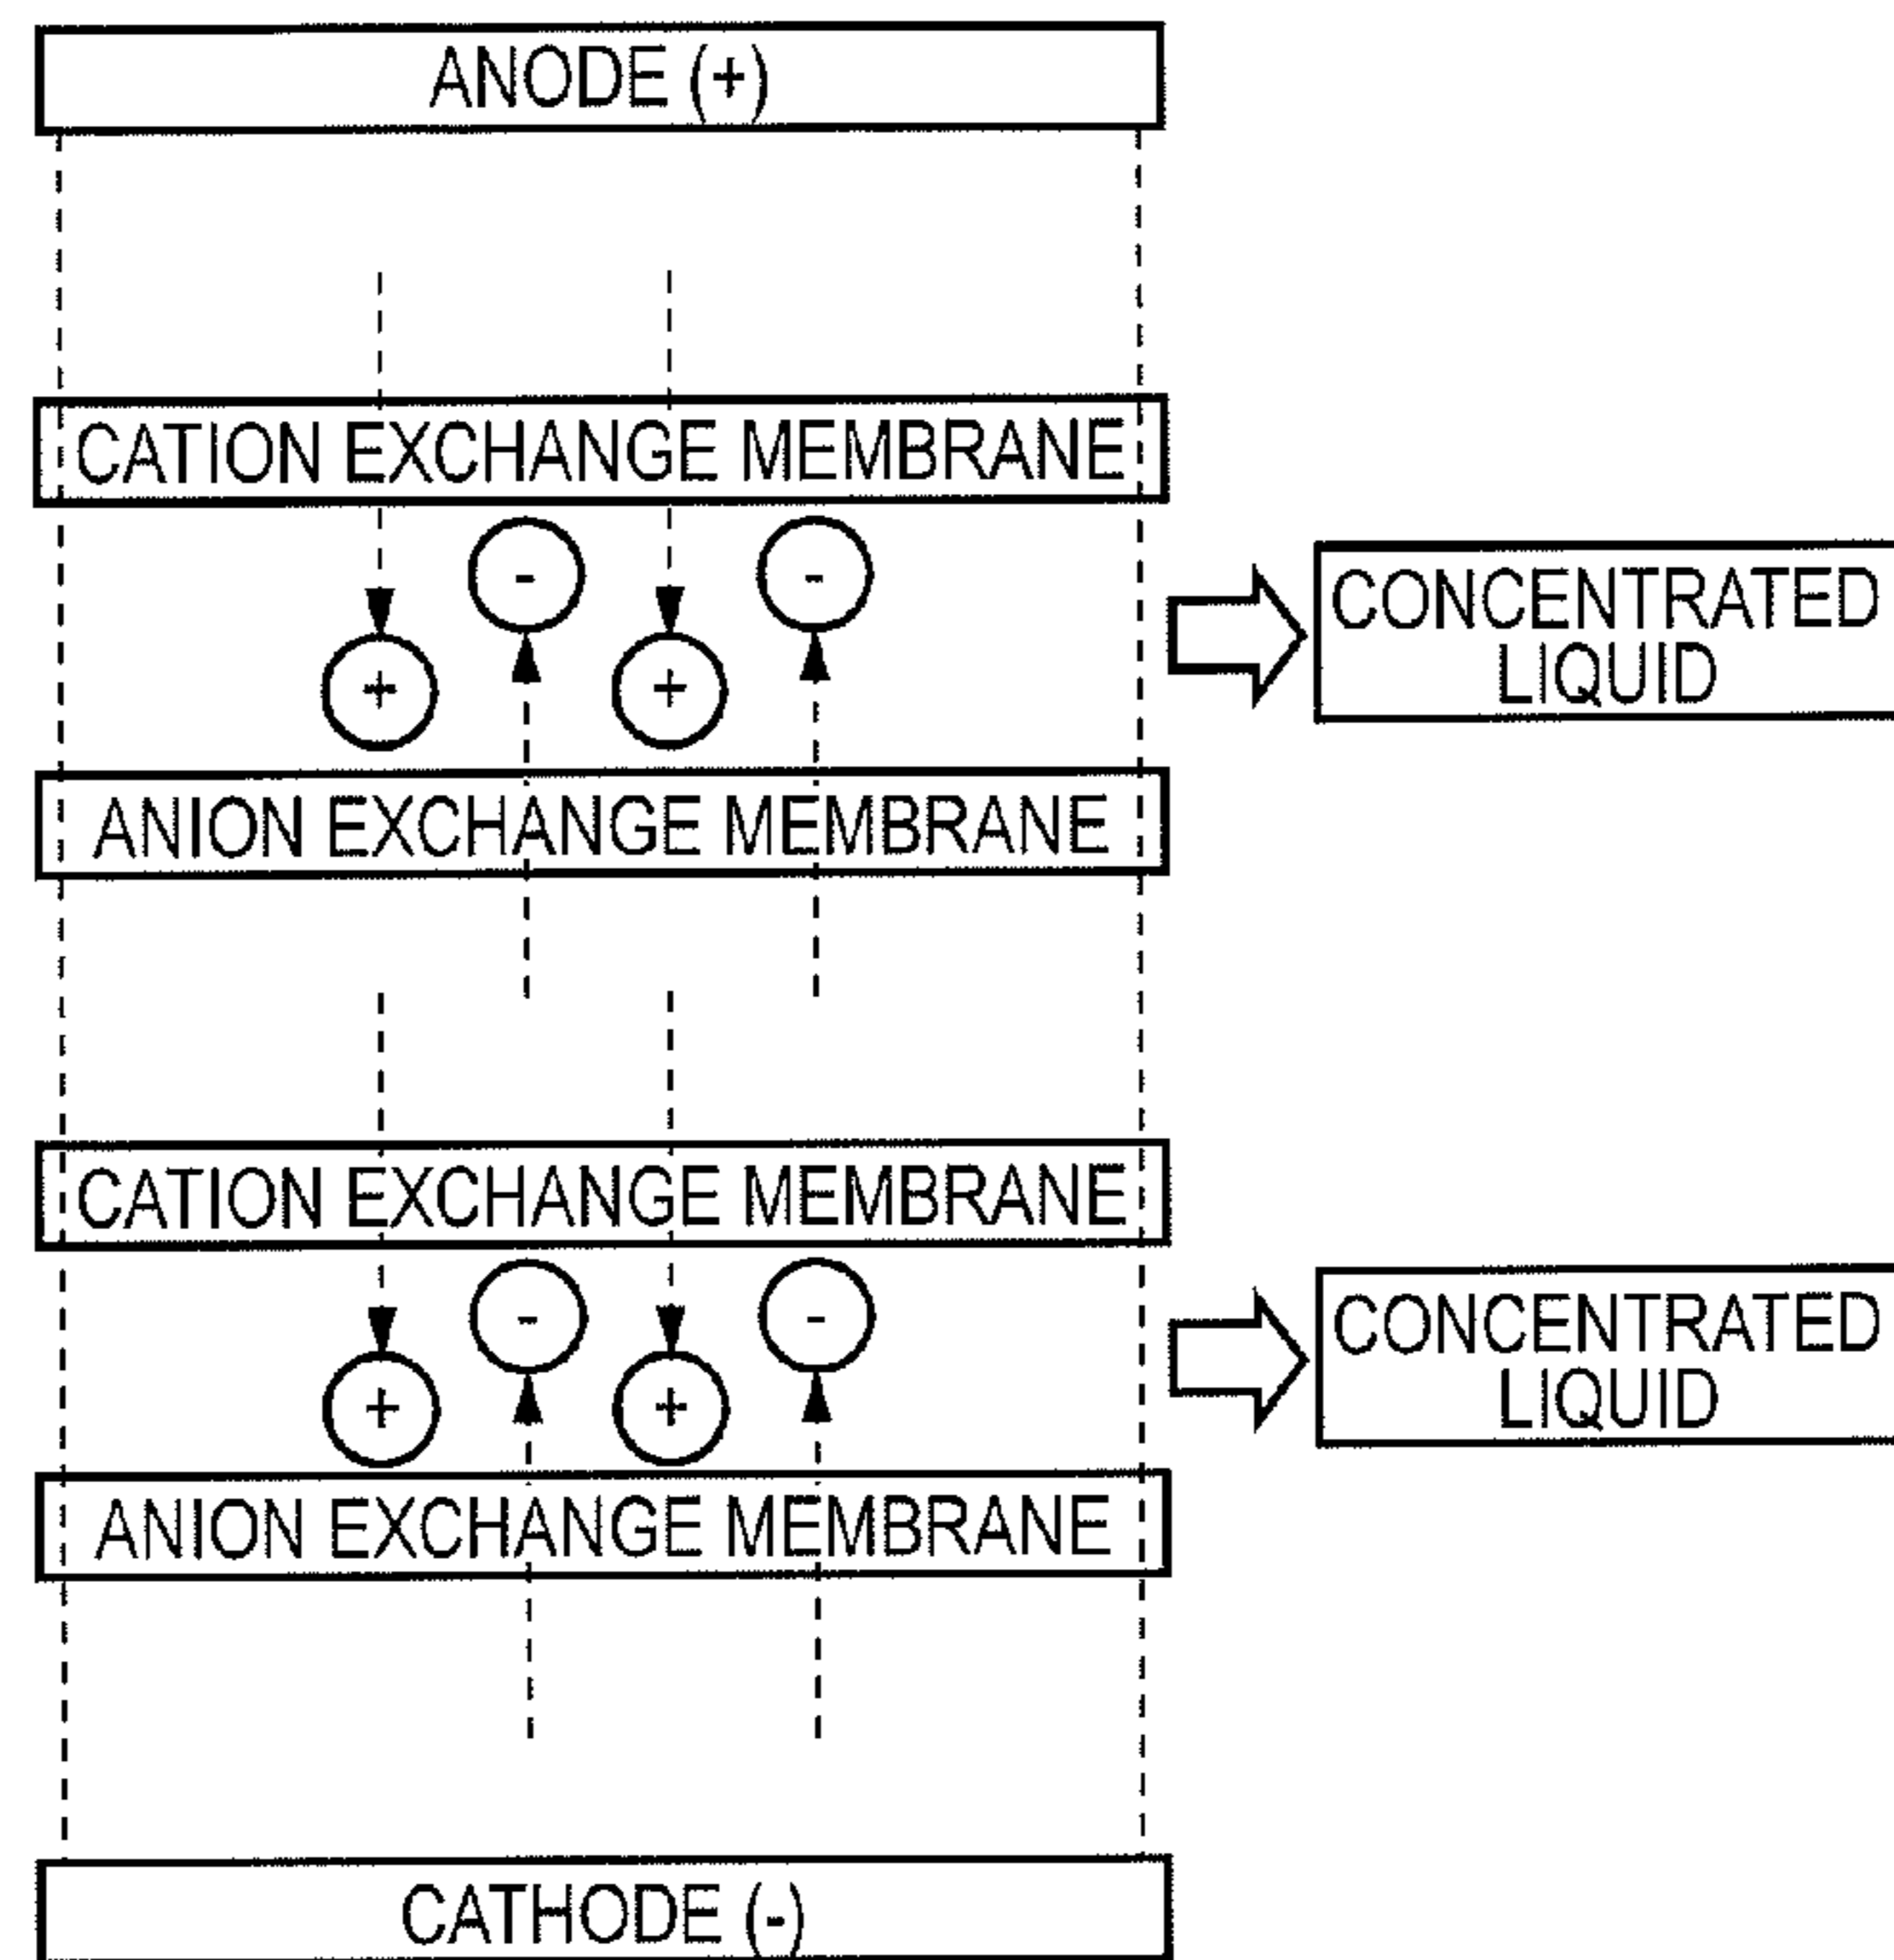 ANODE (+)
CATION EXCHANGE MEMBRANE
- -
+ +
CONCENTRATED
LIQUID
ANION EXCHANGE MEMBRANE
CATION EXCHANGE MEMBRANE
- -
+ +
CONCENTRATED
LIQUID
ANION EXCHANGE MEMBRANE
CATHODE (-)